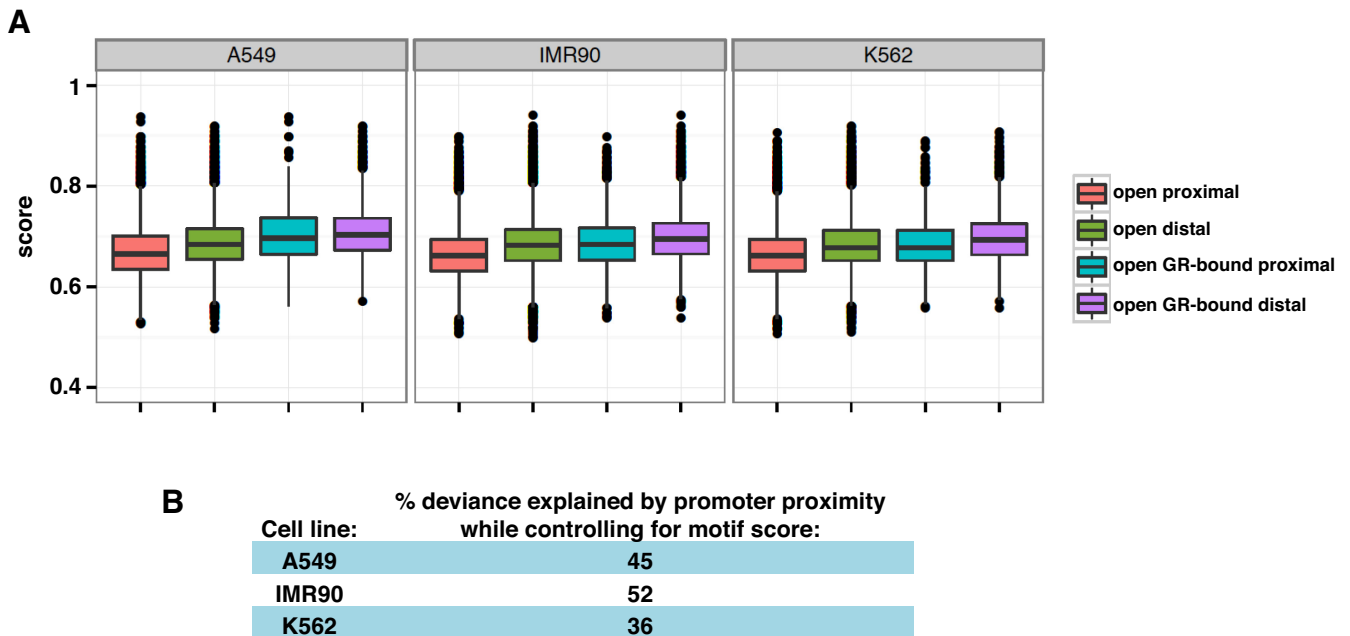 A
A549
IMR90
K562
score
1
0.8
0.6
0.4
open proximal
open distal
open GR-bound proximal
open GR-bound distal
B
% deviance explained by promoter proximity
Cell line: while controlling for motif score:
A549 45
IMR90 52
K562 36